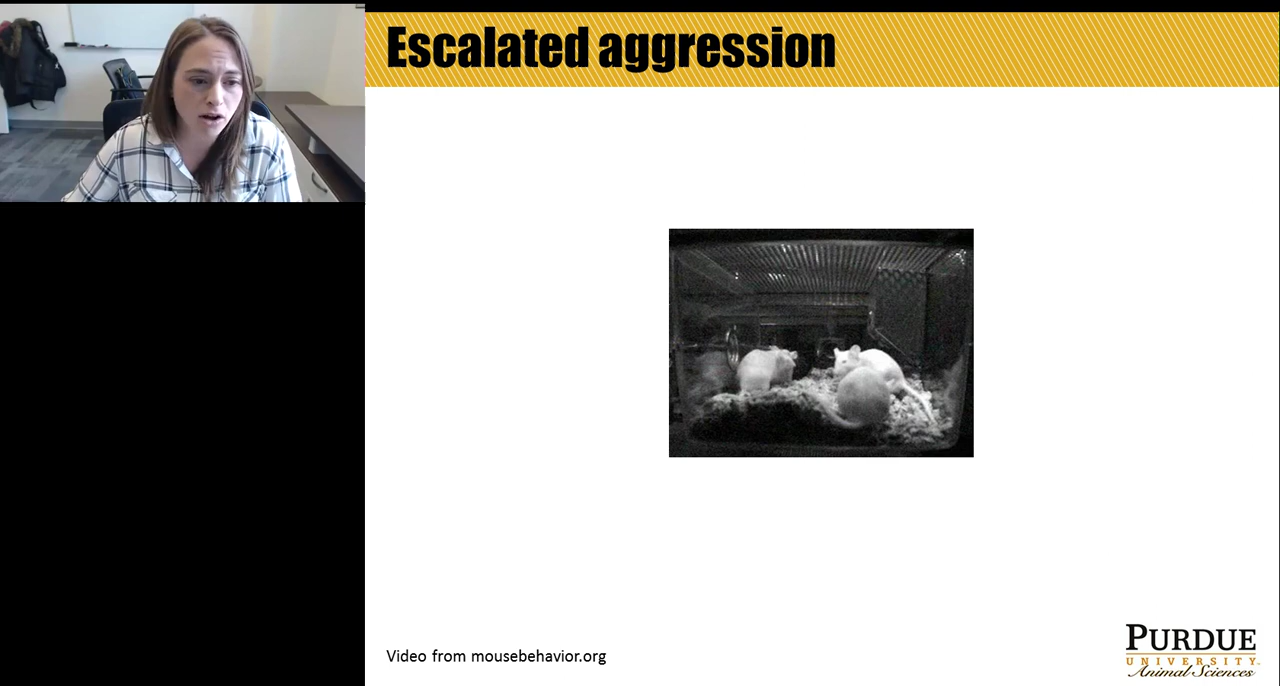 Escalated aggression
Video from mousebehavior.org
PURDUE
UNIVERSITY
Animal Sciences